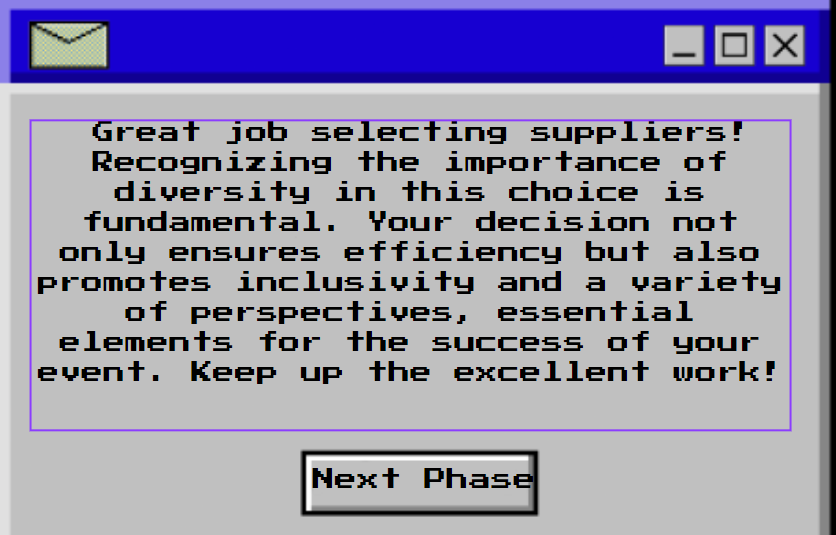 Great job selecting suppliers!
Recognizing the importance of
diversity in this choice is
fundamental. Your decision not
only ensures efficiency but also
promotes inclusivity and a variety
of perspectives, essential
elements for the success of your
event. Keep up the excellent work!
Next Phase